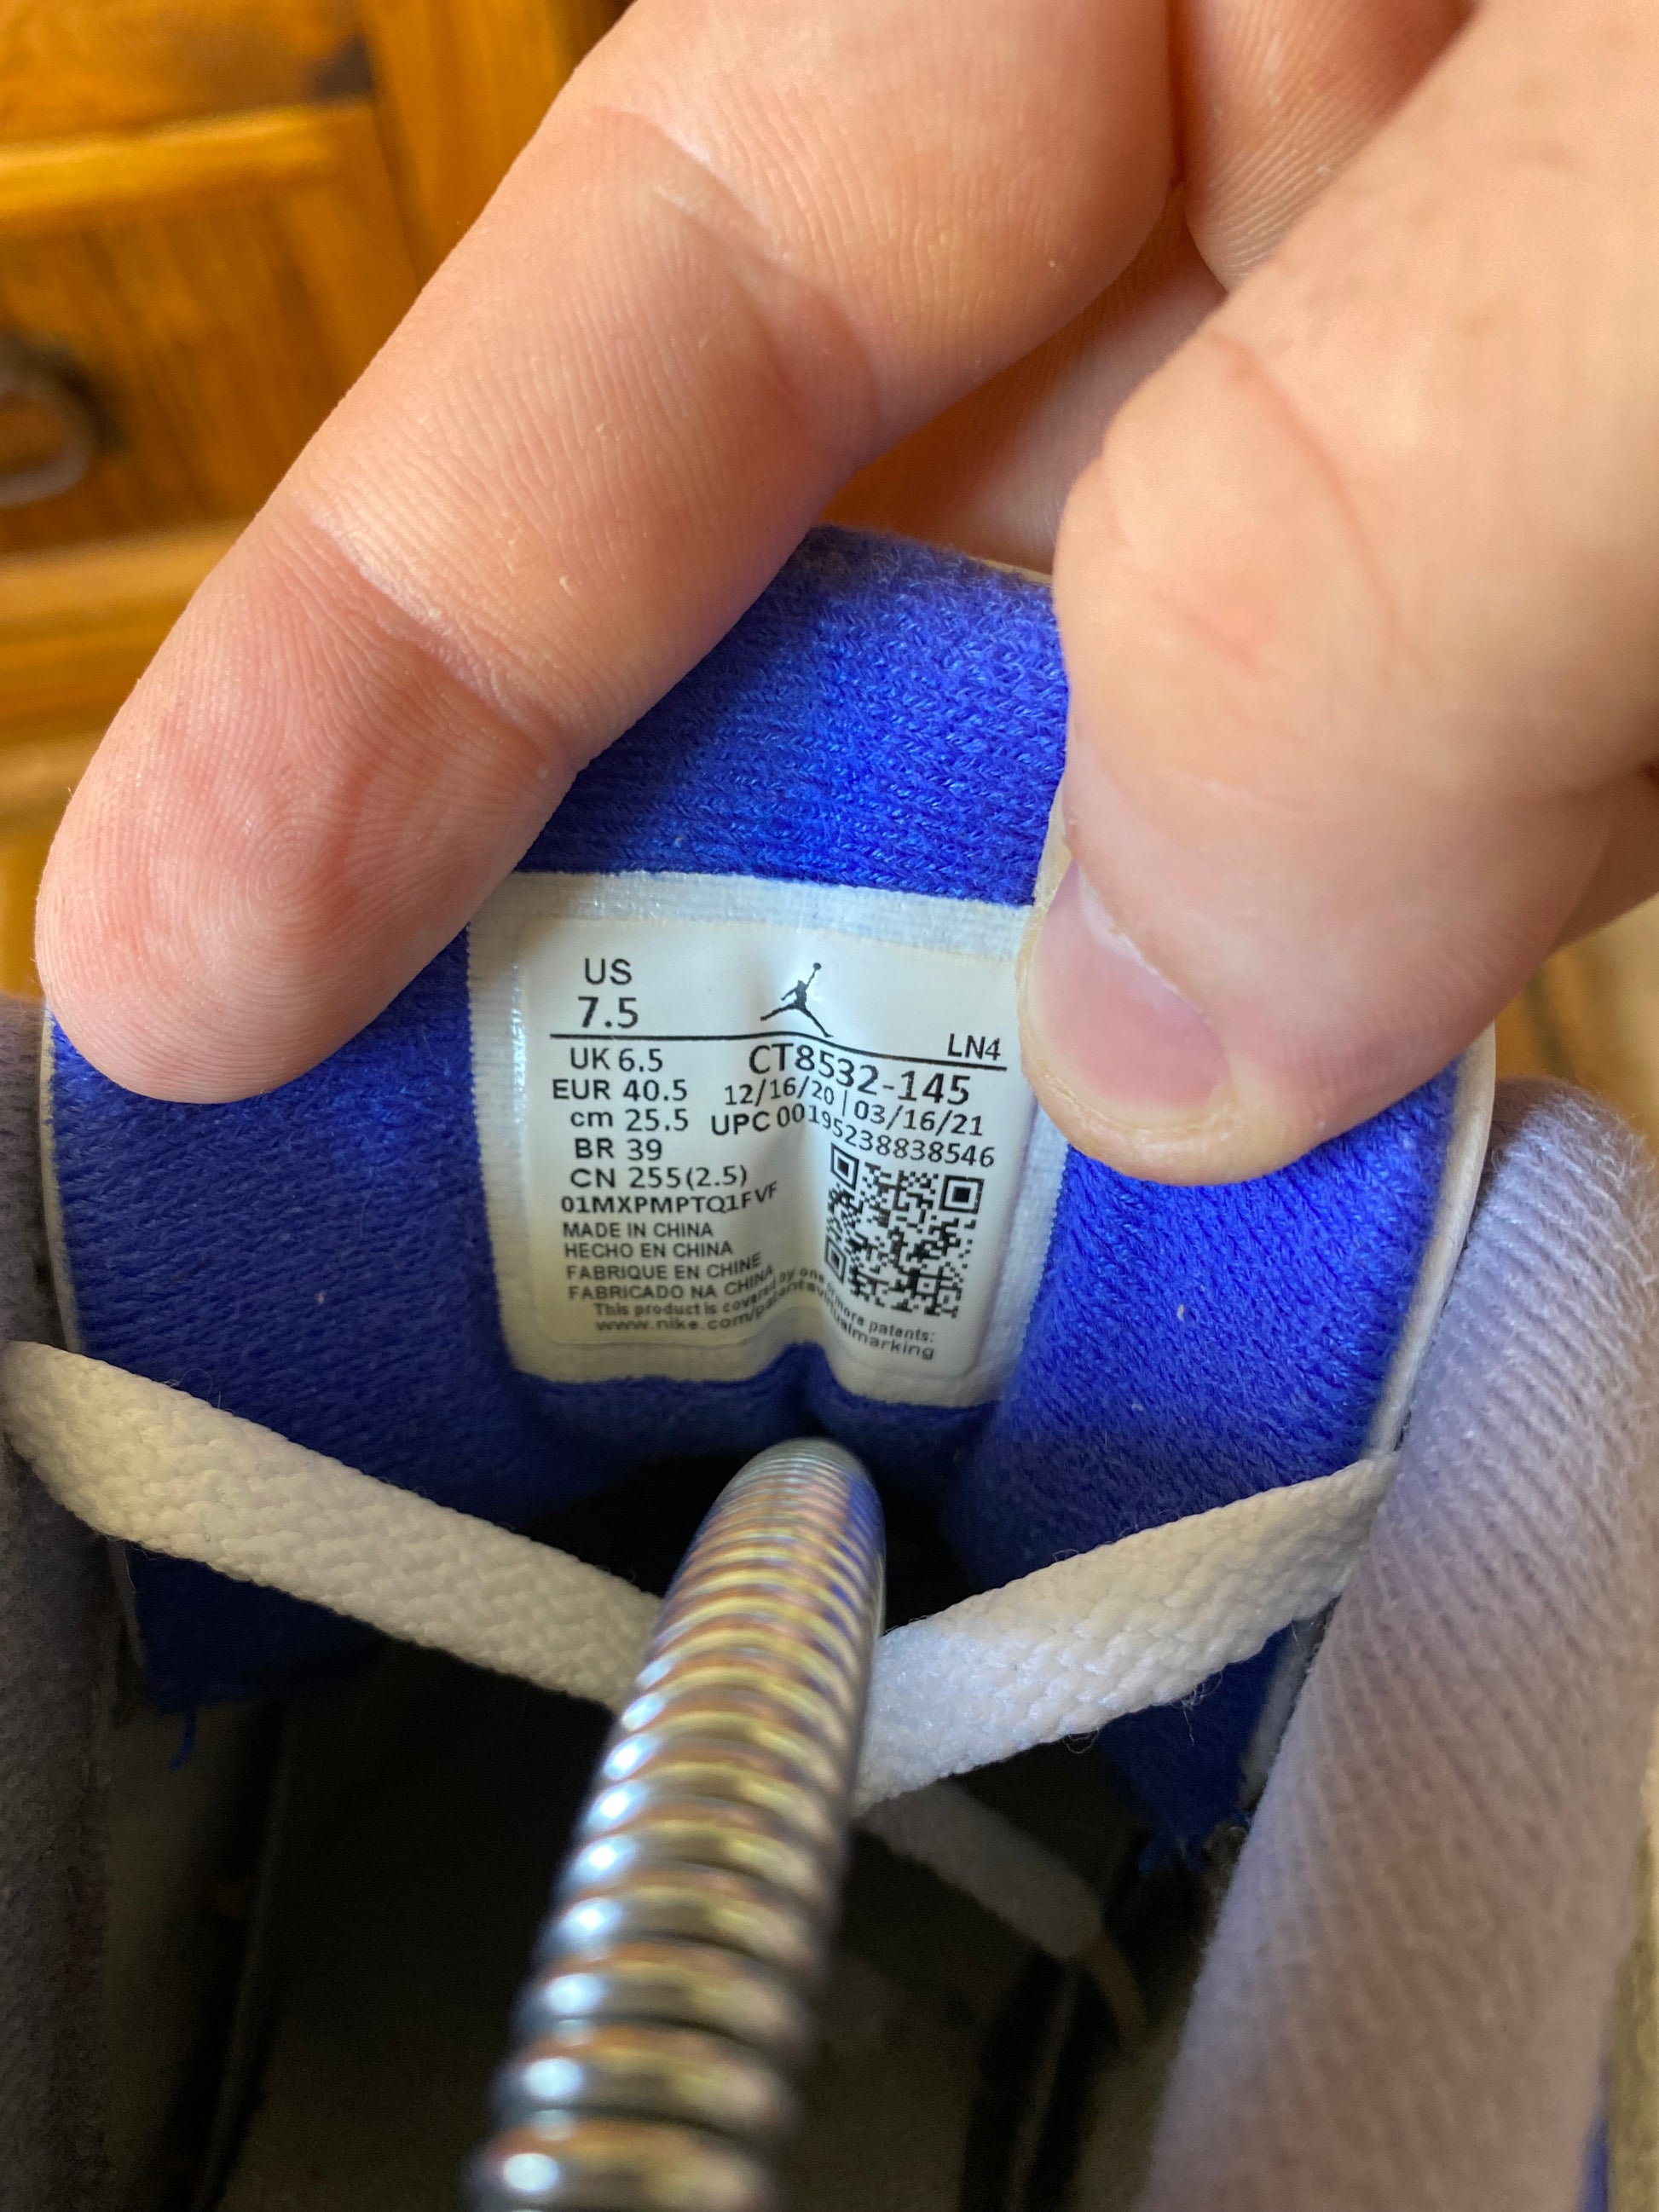 US
7.5
LN4
UK 6.5
CT8532-145
EUR 40.5
12/16/20 | 03/16/21
cm 25.5
UPC 00195238838546
BR 39
CN 255(2.5)
01MXPMPTQ1FVF
MADE IN CHINA
HECHO EN CHINA
FABRIQUE EN CHINE
FABRICADO NA CHINA
This product is covered by one or more patents:
www.nike.com/patentsvirtualmarking